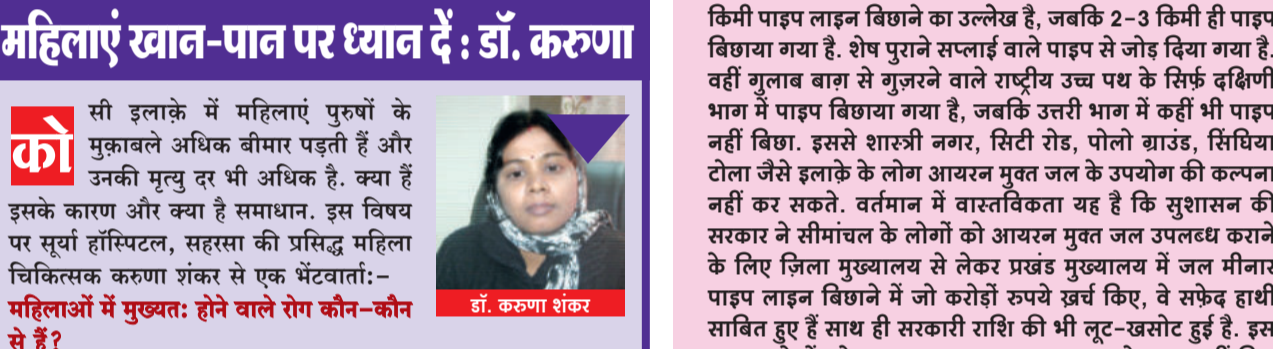 महिलाएं खान-पान पर ध्यान दें : डॉ. करुणा
कोसी इलाक़े में महिलाएं पुरुषों के
मुक़ाबले अधिक बीमार पड़ती हैं और
उनकी मृत्यु दर भी अधिक है. क्या हैं
इसके कारण और क्या है समाधान. इस विषय
पर सूर्या हॉस्पिटल, सहरसा की प्रसिद्ध महिला
चिकित्सक करुणा शंकर से एक भेंटवार्ता:–
महिलाओं में मुख्यत: होने वाले रोग कौन–कौन
से हैं?
डॉ. करुणा शंकर
किमी पाइप लाइन बिछाने का उल्लेख है, जबकि 2–3 किमी ही पाइप
बिछाया गया है. शेष पुराने सप्लाई वाले पाइप से जोड़ दिया गया है.
वहीं गुलाब बाग़ से गुज़रने वाले राष्ट्रीय उच्च पथ के सिर्फ़ दक्षिणी
भाग में पाइप बिछाया गया है, जबकि उत्तरी भाग में कहीं भी पाइप
नहीं बिछा. इससे शास्त्री नगर, सिटी रोड, पोलो ग्राउंड, सिंघिया
टोला जैसे इलाक़े के लोग आयरन मुक्त जल के उपयोग की कल्पना
नहीं कर सकते. वर्तमान में वास्तविकता यह है कि सुशासन की
सरकार ने सीमांचल के लोगों को आयरन मुक्त जल उपलब्ध कराने
के लिए ज़िला मुख्यालय से लेकर प्रखंड मुख्यालय में जल मीनार
पाइप लाइन बिछाने में जो करोड़ों रुपये ख़र्च किए, वे सफ़ेद हाथी
साबित हुए हैं साथ ही सरकारी राशि की भी लूट–खसोट हुई है. इस